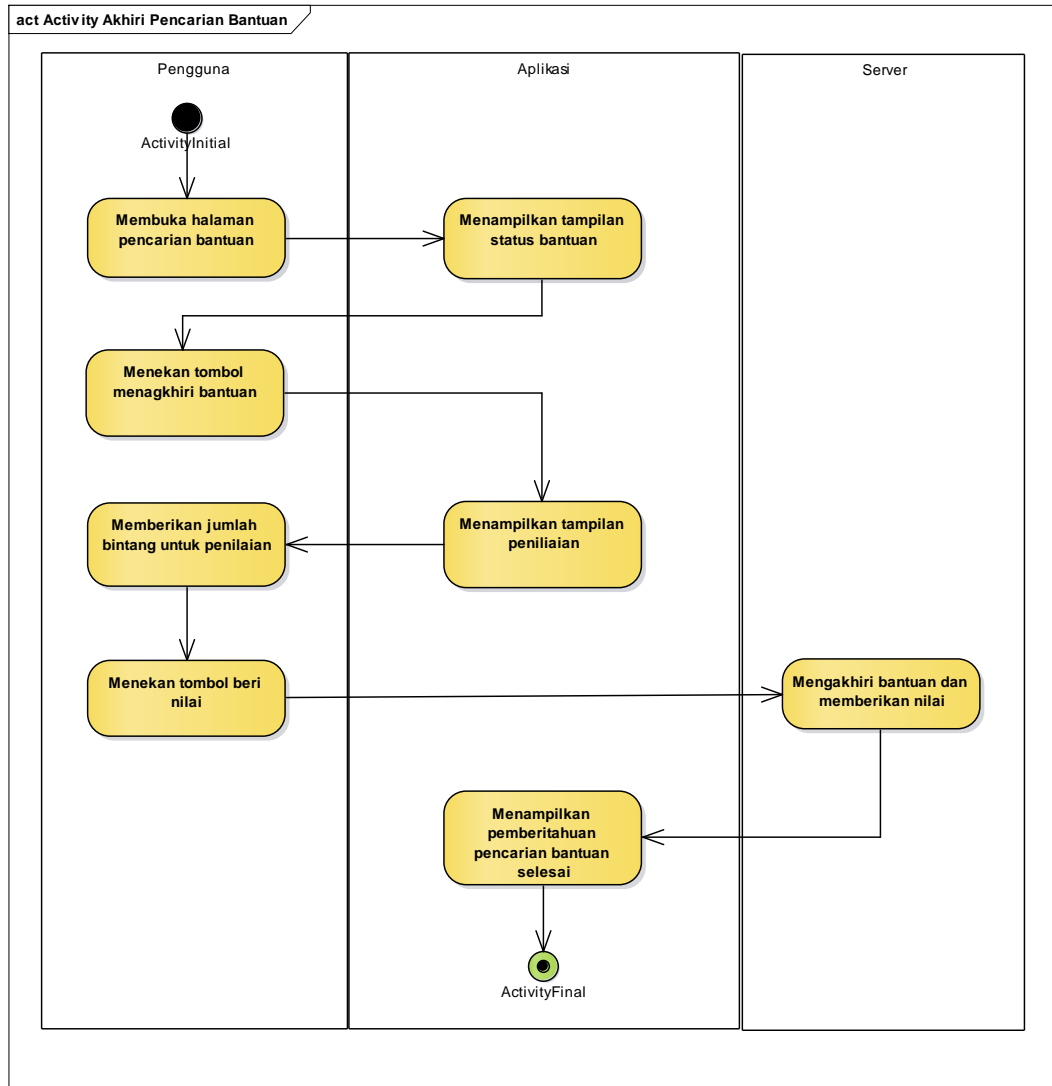 act Activity Akhiri Pencarian Bantuan
Pengguna
Aplikasi
Server
ActivityInitial
Membuka halaman
pencarian bantuan
Menampilkan tampilan
status bantuan
Menekan tombol
menagkhiri bantuan
Memberikan jumlah
bintang untuk penilaian
Menampilkan tampilan
peniliaian
Menekan tombol beri
nilai
Mengakhiri bantuan dan
memberikan nilai
Menampilkan
pemberitahuan
pencarian bantuan
selesai
ActivityFinal